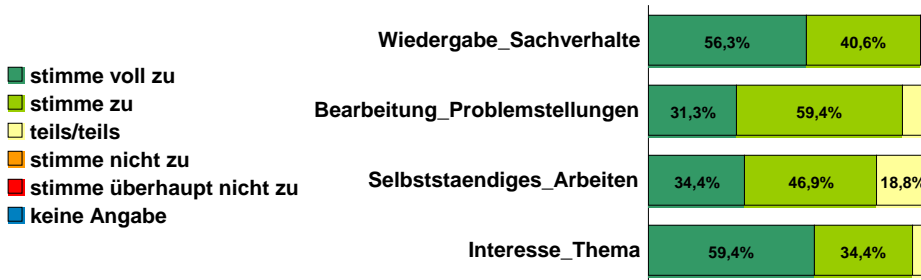 stimme voll zu
stimme zu
teils/teils
stimme nicht zu
stimme überhaupt nicht zu
keine Angabe
Wiedergabe_Sachverhalte
56,3% 40,6%
Bearbeitung_Problemstellungen
31,3% 59,4%
Selbststaendiges_Arbeiten
34,4% 46,9% 18,8%
Interesse_Thema
59,4% 34,4%